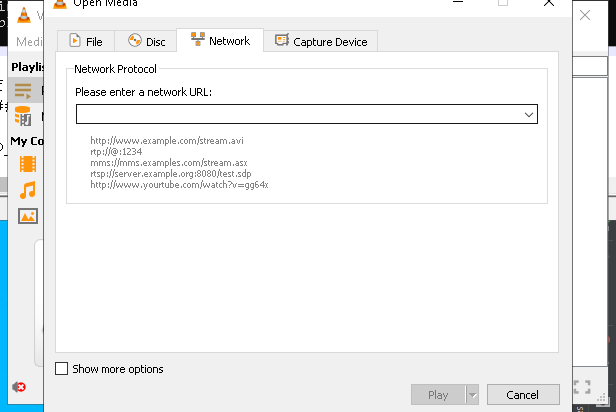 Open Media
V
Medi
File
Disc
Network
Capture Device
Playlis
Network Protocol
Please enter a network URL:
http://www.example.com/stream.avi
rtp://@:1234
mms://mms.examples.com/stream.asx
rtsp://server.example.org:8080/test.sdp
http://www.yourtube.com/watch?v=gg64x
My Co
Show more options
Play
Cancel